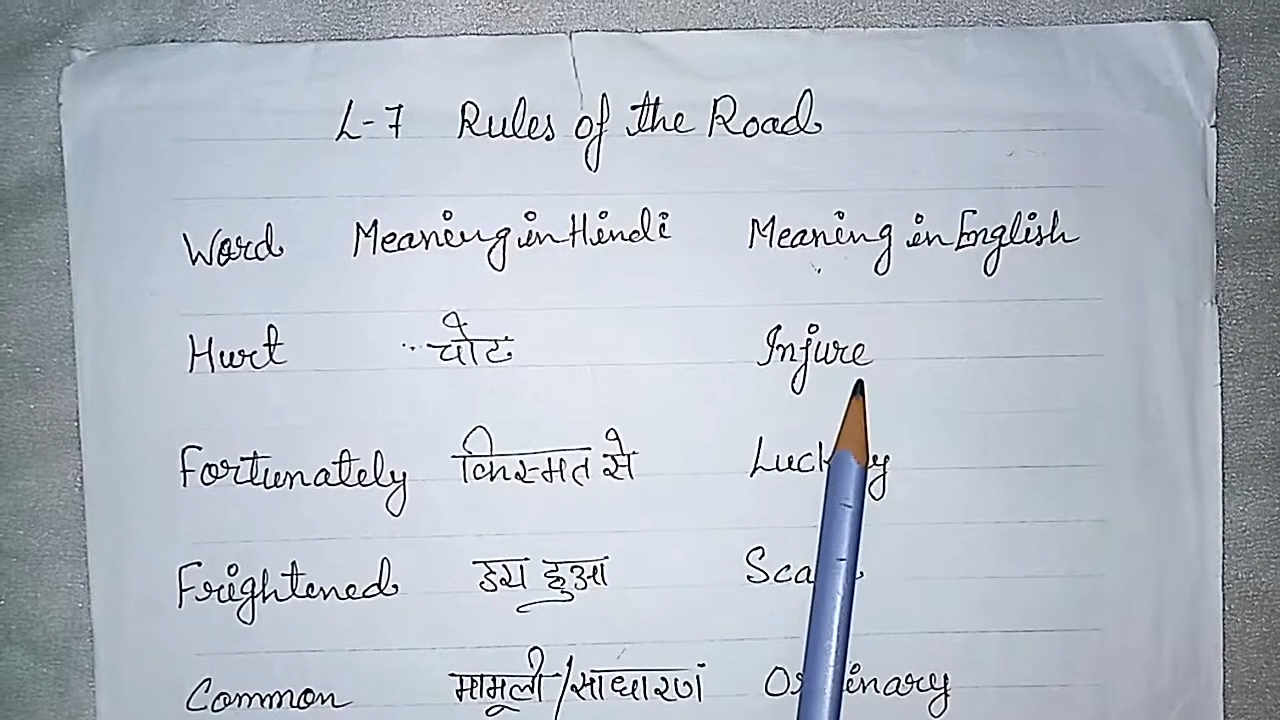 L-7 Rules of the Road
Word Meaning in Hindi Meaning in English
Hurt चोट Injure
Fortunately किस्मत से
Frightened डरा हुआ
Common मामूली/साधारण